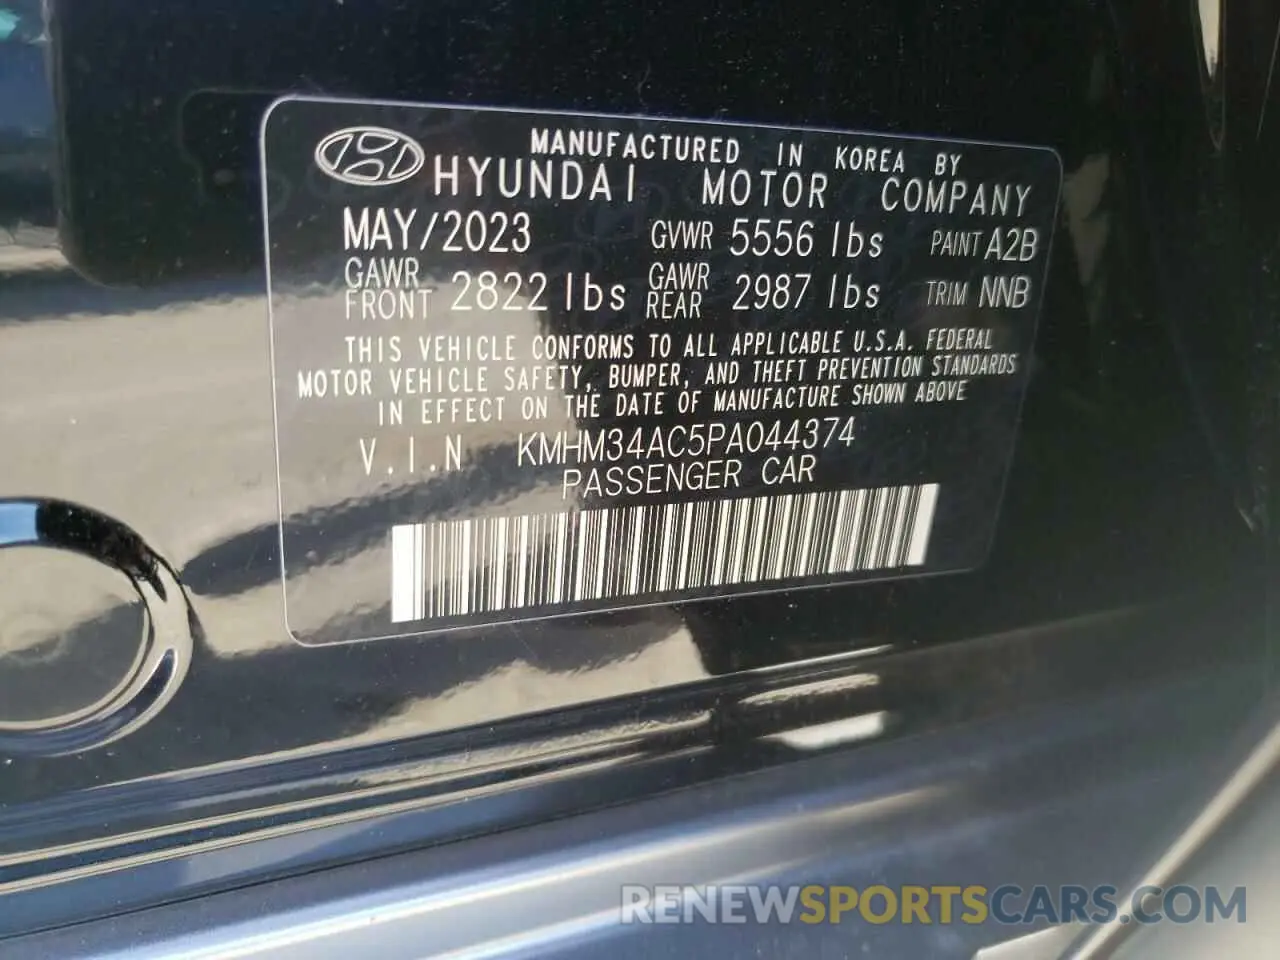 MANUFACTURED IN KOREA BY
HYUNDAI MOTOR COMPANY
MAY/2023 GVWR 5556 lbs PAINT A2B
GAWR FRONT 2822 lbs GAWR REAR 2987 lbs TRIM NNB
THIS VEHICLE CONFORMS TO ALL APPLICABLE U.S.A. FEDERAL
MOTOR VEHICLE SAFETY, BUMPER, AND THEFT PREVENTION STANDARDS
IN EFFECT ON THE DATE OF MANUFACTURE SHOWN ABOVE
V.I.N KMHM34AC5PA044374
PASSENGER CAR
RENEWSPORTSCARS.COM